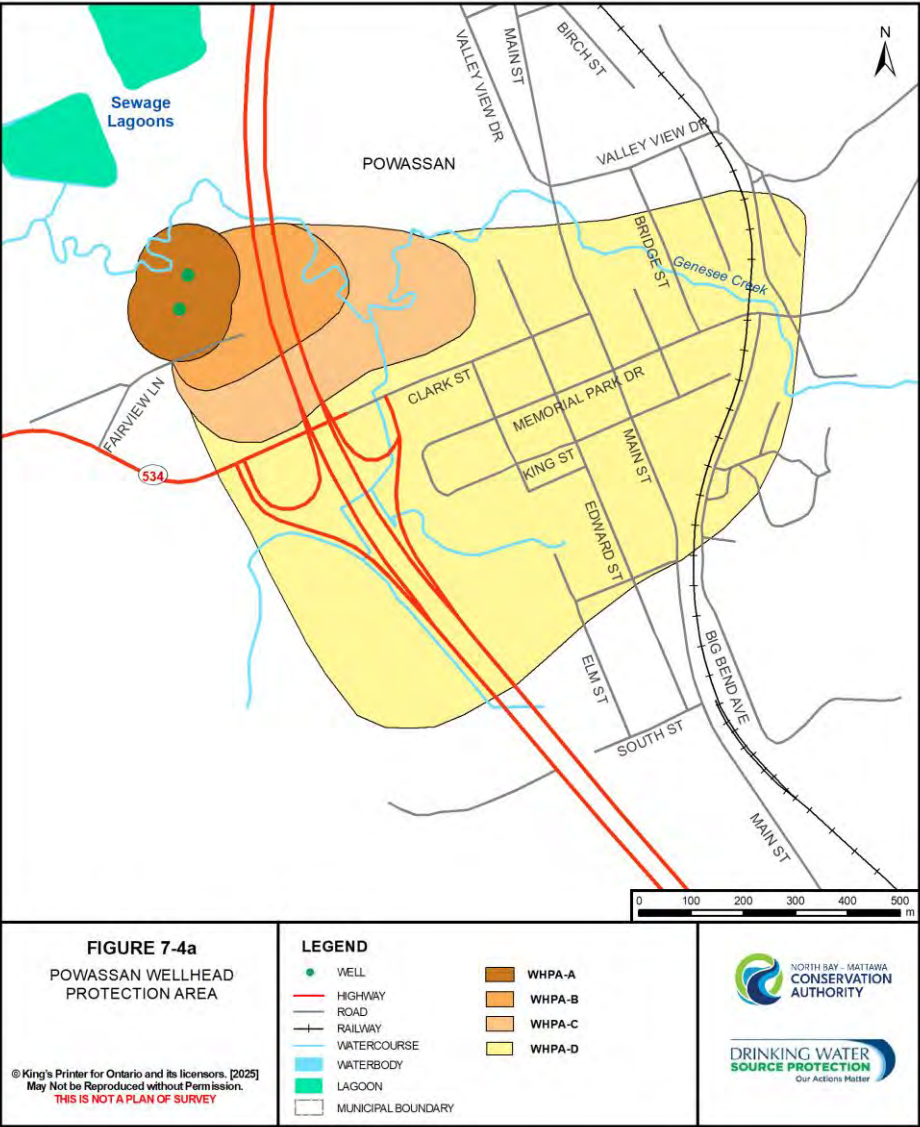 N
VALLEY VIEW DR
MAIN ST
BIRCH ST
Sewage
Lagoons
VALLEY VIEW DR
POWASSAN
BRIDGE ST
Genesee Creek
CLARK ST
MEMORIAL PARK DR
FAIRVIEW LN
MAIN ST
KING ST
534
EDWARD ST
ELM ST
BIG BEND AVE
SOUTH ST
MAIN ST
0 100 200 300 400 500
m
FIGURE 7-4a
POWASSAN WELLHEAD
PROTECTION AREA
© King's Printer for Ontario and its licensors. [2025]
May Not be Reproduced without Permission.
THIS IS NOT A PLAN OF SURVEY
LEGEND
WELL
HIGHWAY
ROAD
RAILWAY
WATERCOURSE
WATERBODY
LAGOON
MUNICIPAL BOUNDARY
WHPA-A
WHPA-B
WHPA-C
WHPA-D
NORTH BAY - MATTAWA
CONSERVATION
AUTHORITY
DRINKING WATER
SOURCE PROTECTION
Our Actions Matter